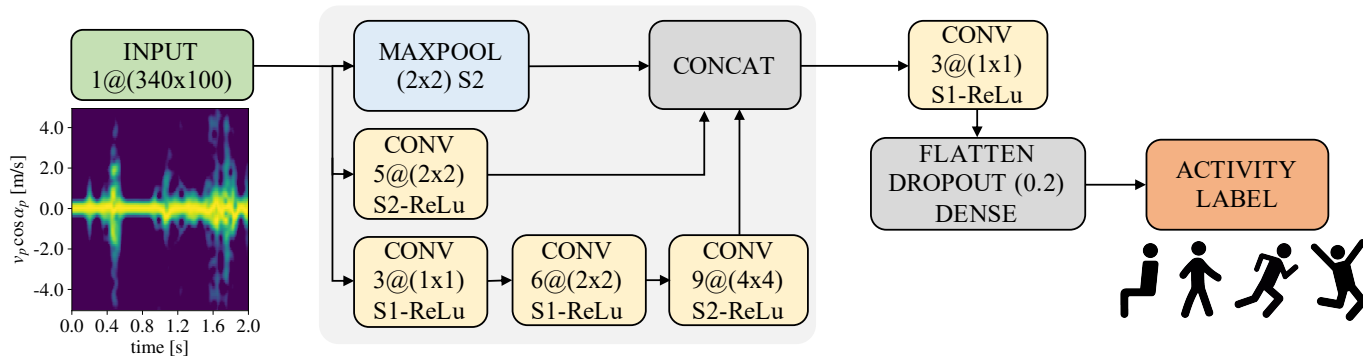 INPUT
1@(340x100)
MAXPOOL
(2x2) S2
CONCAT
CONV
3@(1x1)
S1-ReLu
CONV
5@(2x2)
S2-ReLu
CONV
3@(1x1)
S1-ReLu
CONV
6@(2x2)
S1-ReLu
CONV
9@(4x4)
S2-ReLu
FLATTEN
DROPOUT (0.2)
DENSE
ACTIVITY
LABEL
v_p cos α_p [m/s]
4.0
2.0
0.0
-2.0
-4.0
0.0 0.4 0.8 1.2 1.6 2.0
time [s]